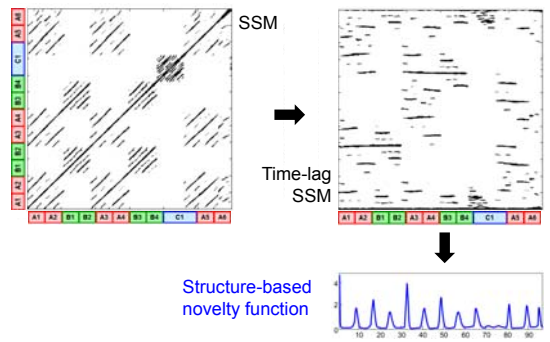 SSM
A6
A5
C1
B4
B3
A4
A3
B2
B1
A2
A1
A1 A2 B1 B2 A3 A4 B3 B4 C1 A5 A6
Time-lag
SSM
A1 A2 B1 B2 A3 A4 B3 B4 C1 A5 A6
Structure-based
novelty function
4
2
0
10 20 30 40 50 60 70 80 90